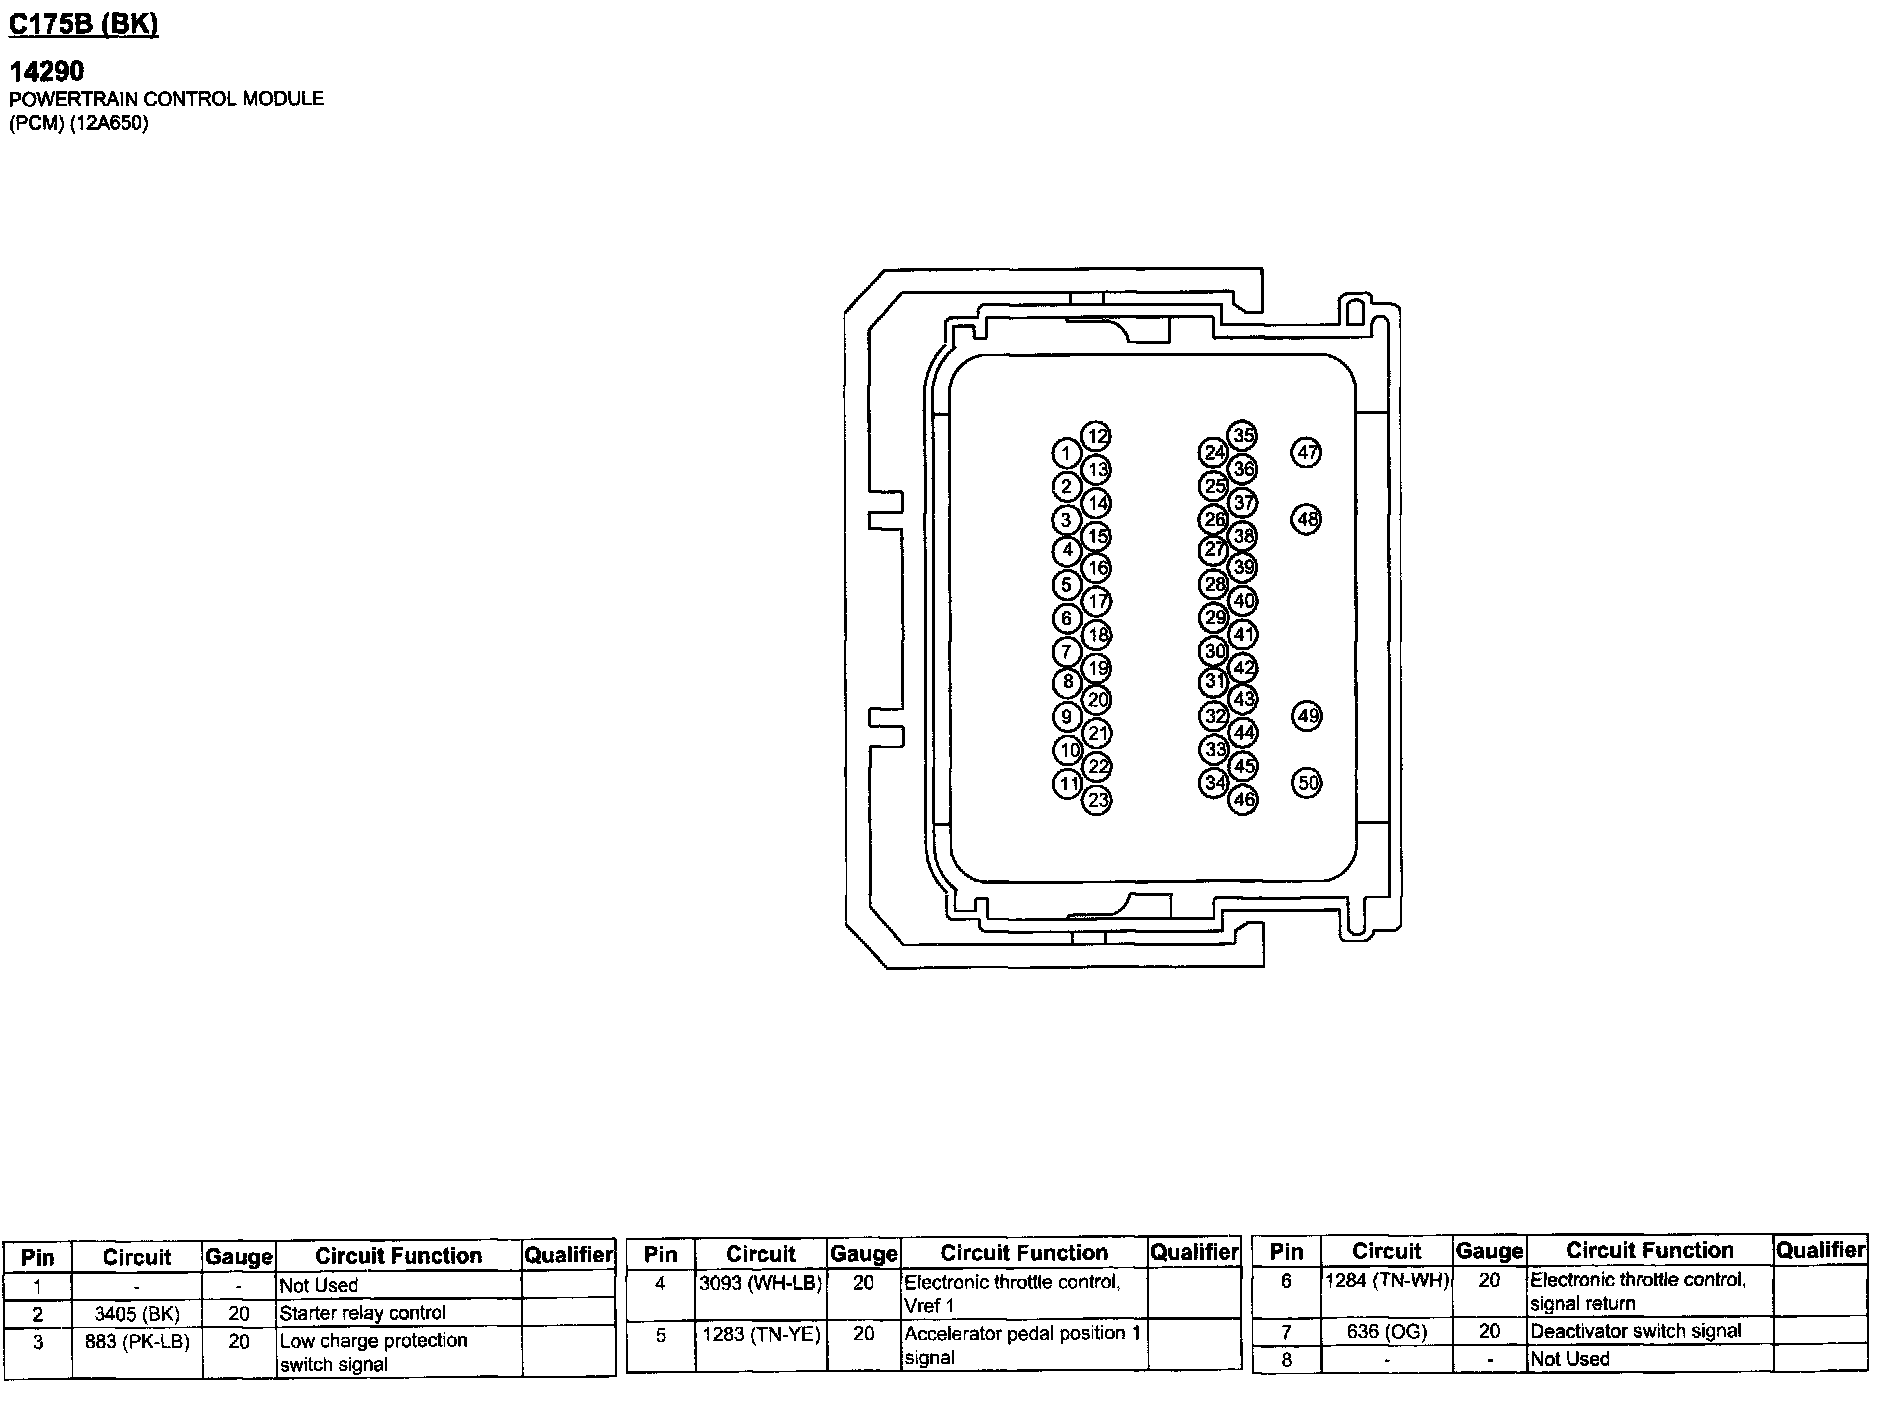 C175B (BK)
14290
POWERTRAIN CONTROL MODULE
(PCM) (12A650)
12
35
1
24
47
13
36
2
25
14
37
3
26
48
15
38
4
27
16
39
5
28
17
40
6
29
18
41
7
30
19
42
8
31
20
43
9
32
49
21
44
10
33
22
45
11
34
50
23
46
Pin Circuit Gauge Circuit Function Qualifier
1 - - Not Used
2 3405 (BK) 20 Starter relay control
3 883 (PK-LB) 20 Low charge protection
switch signal
Pin Circuit Gauge Circuit Function Qualifier
4 3093 (WH-LB) 20 Electronic throttle control,
Vref 1
5 1283 (TN-YE) 20 Accelerator pedal position 1
signal
Pin Circuit Gauge Circuit Function Qualifier
6 1284 (TN-WH) 20 Electronic throttle control,
signal return
7 636 (OG) 20 Deactivator switch signal
8 - - Not Used